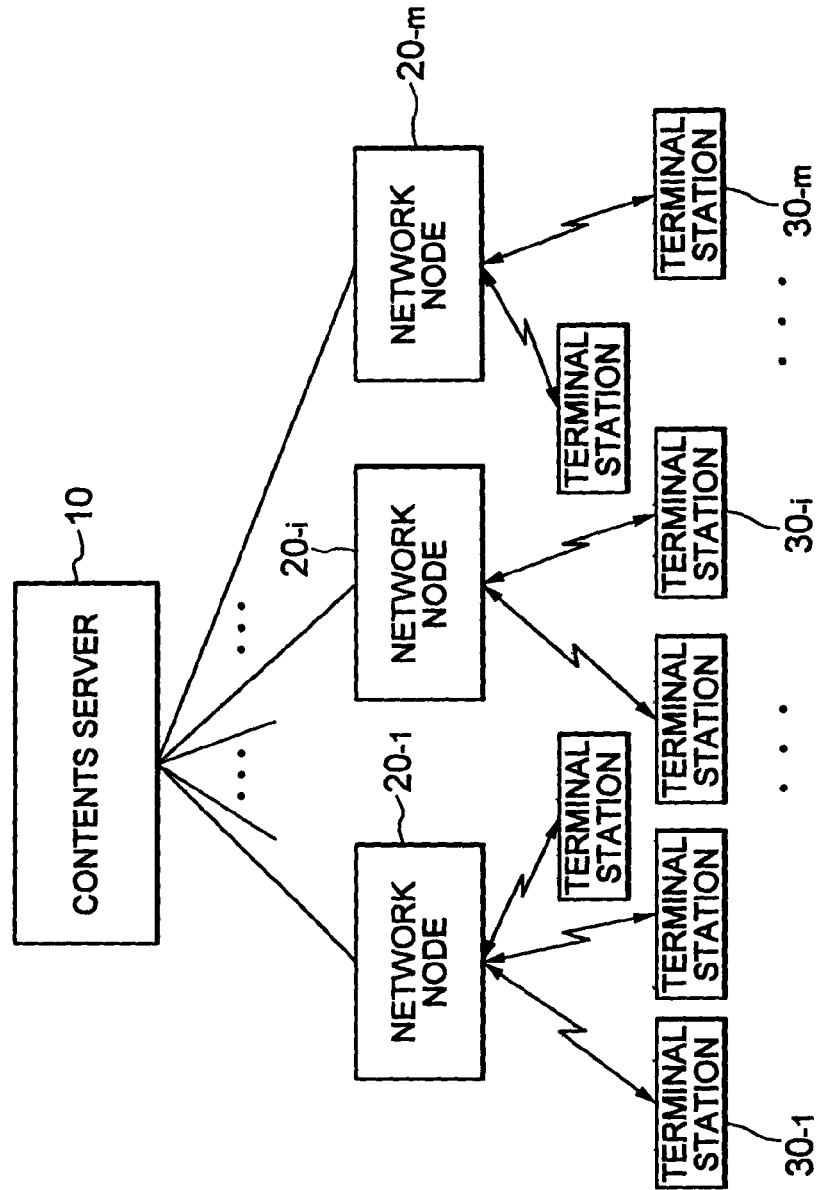 CONTENTS SERVER
10
20-1
20-i
20-m
NETWORK
NODE
NETWORK
NODE
NETWORK
NODE
TERMINAL
STATION
TERMINAL
STATION
TERMINAL
STATION
TERMINAL
STATION
TERMINAL
STATION
TERMINAL
STATION
TERMINAL
STATION
30-1
30-i
30-m